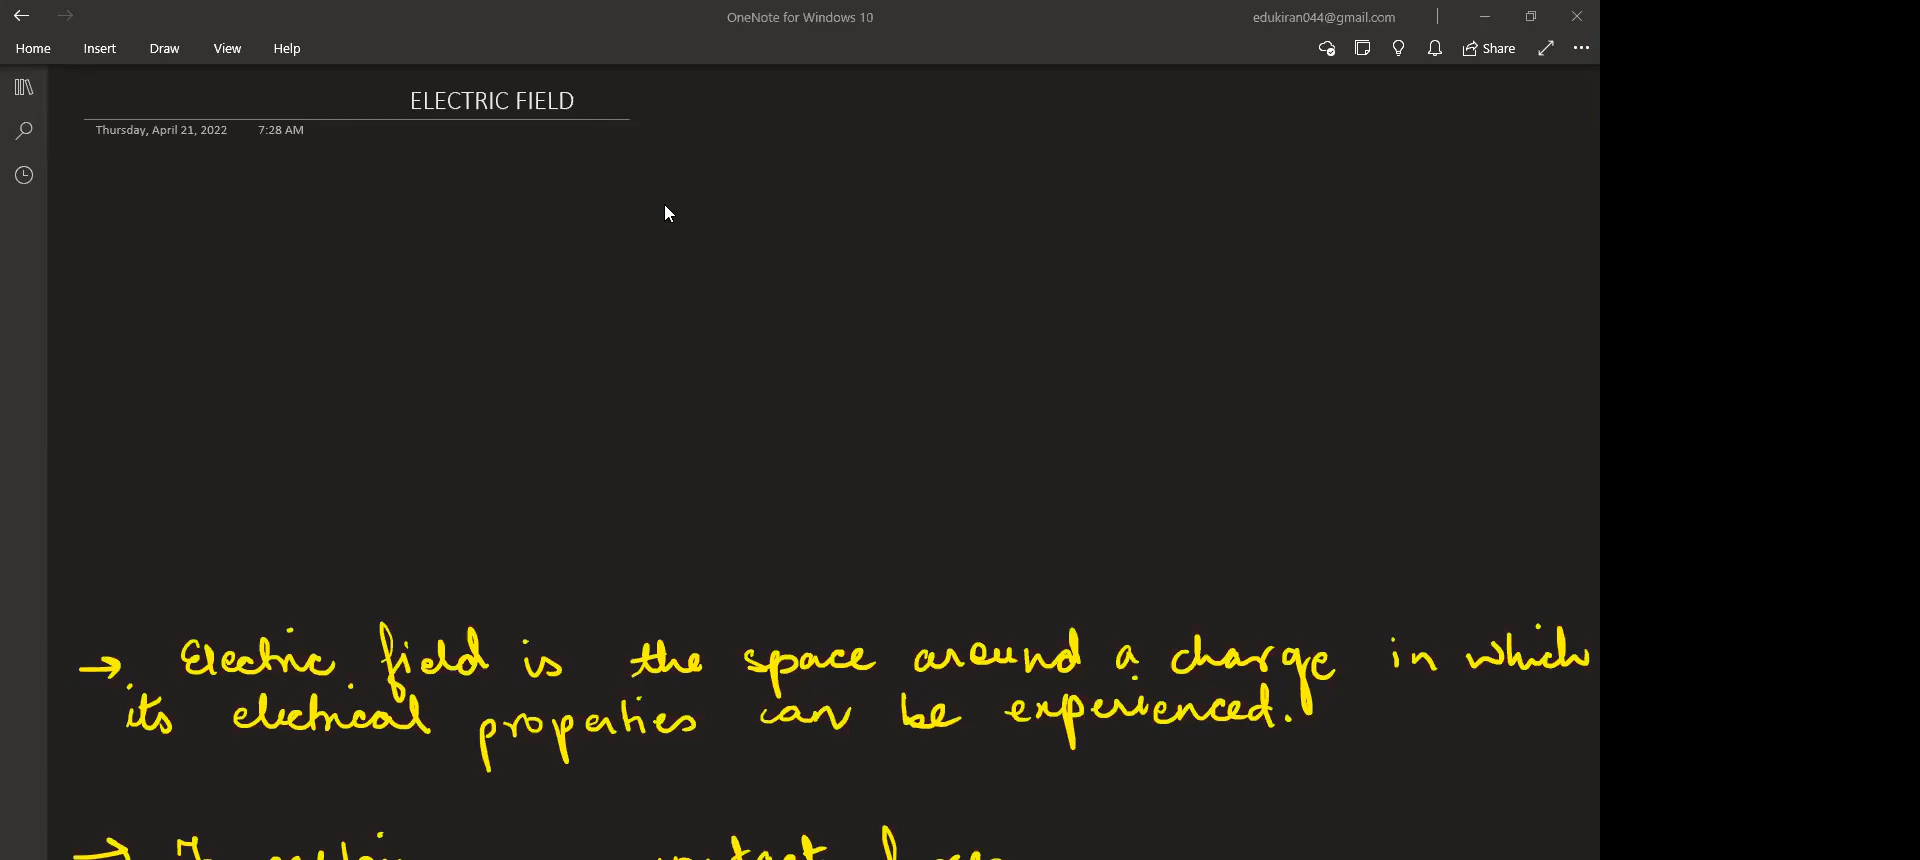 OneNote for Windows 10
edukiran044@gmail.com
Home Insert Draw View Help
Share
ELECTRIC FIELD
Thursday, April 21, 2022 7:28 AM
→ Electric field is the space around a charge in which
its electrical properties can be experienced.